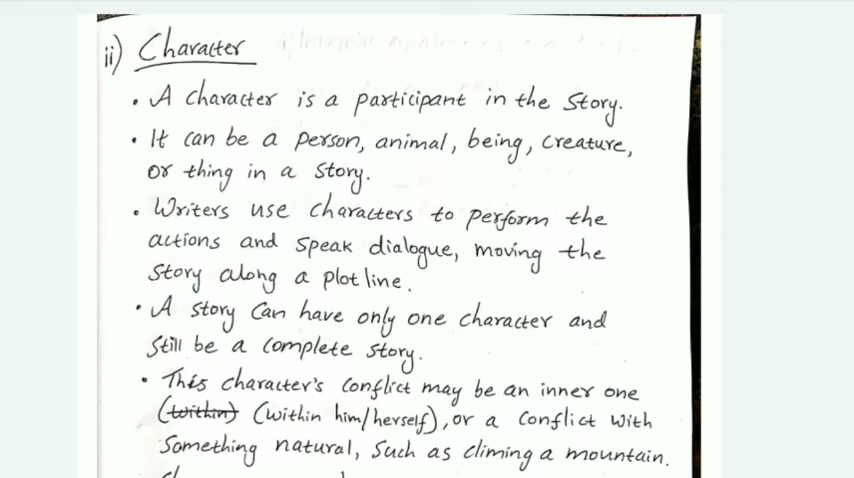 ii) Character
• A character is a participant in the story.
• It can be a person, animal, being, creature,
or thing in a story.
• Writers use characters to perform the
actions and speak dialogue, moving the
story along a plot line.
• A story can have only one character and
still be a complete story.
• This character's conflict may be an inner one
(within) (within him/herself), or a conflict with
something natural, such as climing a mountain.